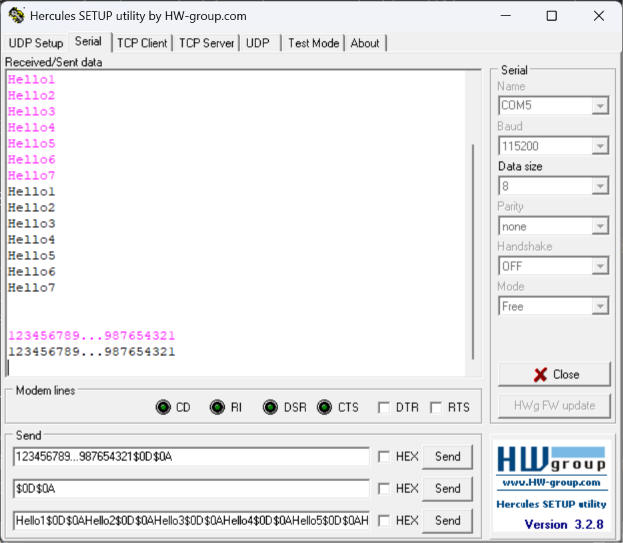 Hercules SETUP utility by HW-group.com
UDP Setup Serial TCP Client TCP Server UDP Test Mode About
Received/Sent data
Hello1
Hello2
Hello3
Hello4
Hello5
Hello6
Hello7
Hello1
Hello2
Hello3
Hello4
Hello5
Hello6
Hello7
123456789...987654321
123456789...987654321
Serial
Name
COM5
Baud
115200
Data size
8
Parity
none
Handshake
OFF
Mode
Free
Close
HWg FW update
Modem lines
CD RI DSR CTS DTR RTS
Send
123456789...987654321$0D$0A HEX Send
$0D$0A HEX Send
Hello1$0D$0AHello2$0D$0AHello3$0D$0AHello4$0D$0AHello5$0D$0AH HEX Send
HWgroup
www.HW-group.com
Hercules SETUP utility
Version 3.2.8